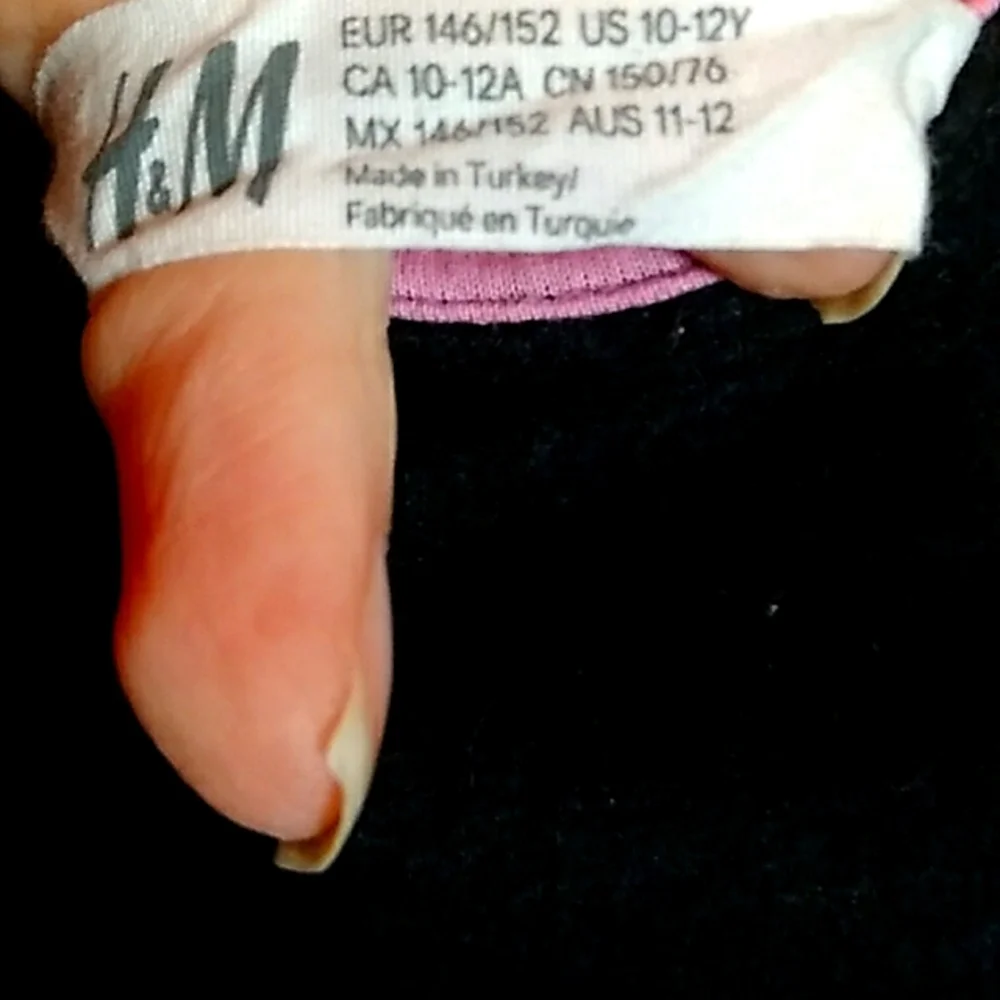 H&M
EUR 146/152 US 10-12Y
CA 10-12A CN 150/76
MX 146/152 AUS 11-12
Made in Turkey/
Fabriqué en Turquie